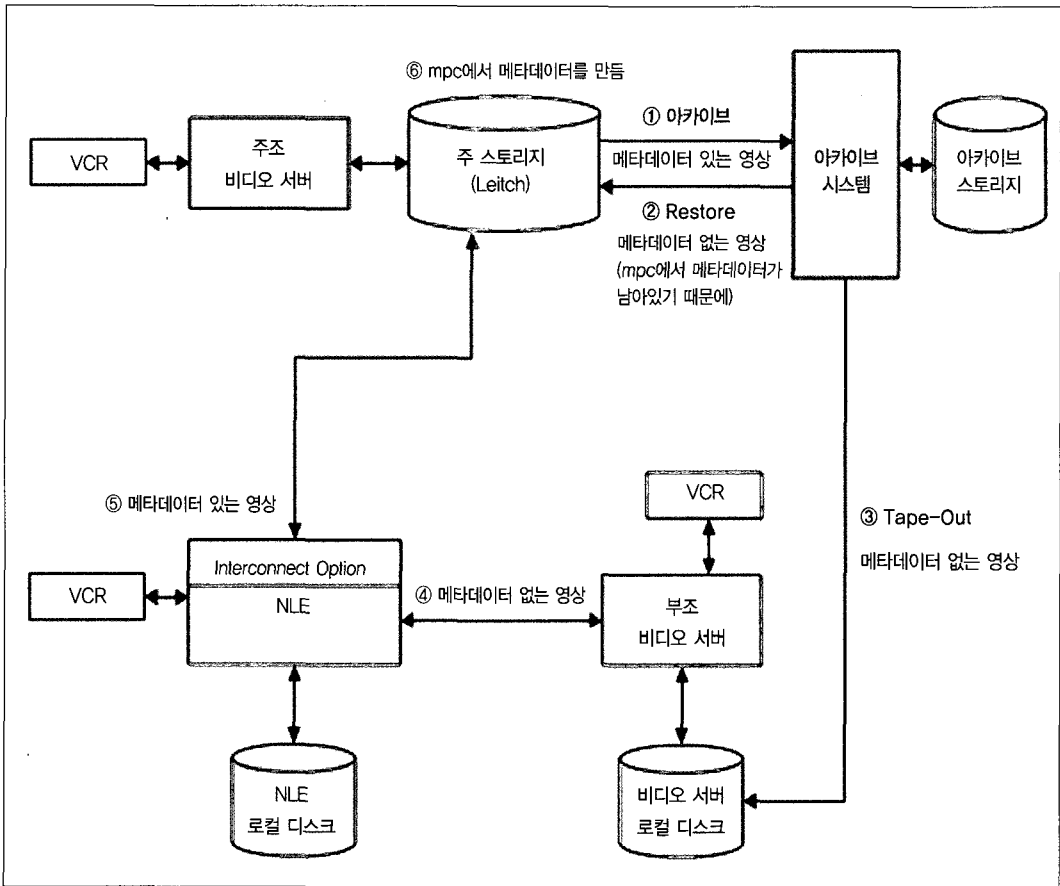 ⑥ mpc에서 메타데이터를 만듬
VCR
주조
비디오 서버
주 스토리지
(Leitch)
① 아카이브
메타데이터 있는 영상
② Restore
메타데이터 없는 영상
(mpc에서 메타데이터가
남아있기 때문에)
아카이브
시스템
아카이브
스토리지
⑤ 메타데이터 있는 영상
VCR
③ Tape-Out
메타데이터 없는 영상
VCR
Interconnect Option
NLE
④ 메타데이터 없는 영상
부조
비디오 서버
NLE
로컬 디스크
비디오 서버
로컬 디스크